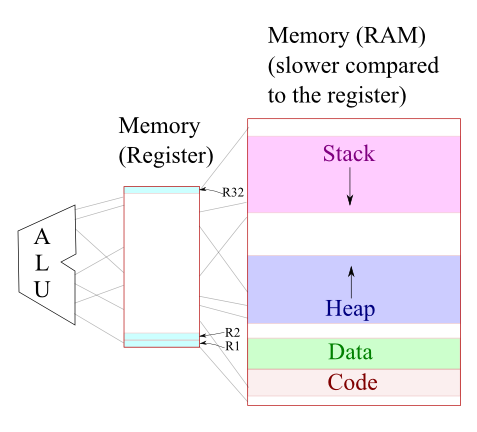 Memory (RAM)
(slower compared
to the register)
Memory
(Register)
Stack
R32
A
L
U
Heap
R2
R1
Data
Code